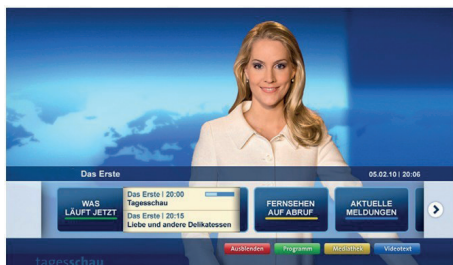 Das Erste
05.02.10 | 20:06
WAS
LÄUFT JETZT
Das Erste | 20:00
Tagesschau
Das Erste | 20:15
Liebe und andere Delikatessen
FERNSEHEN
AUF ABRUF
AKTUELLE
MELDUNGEN
Ausblenden
Programm
Mediathek
Videotext
tagesschau